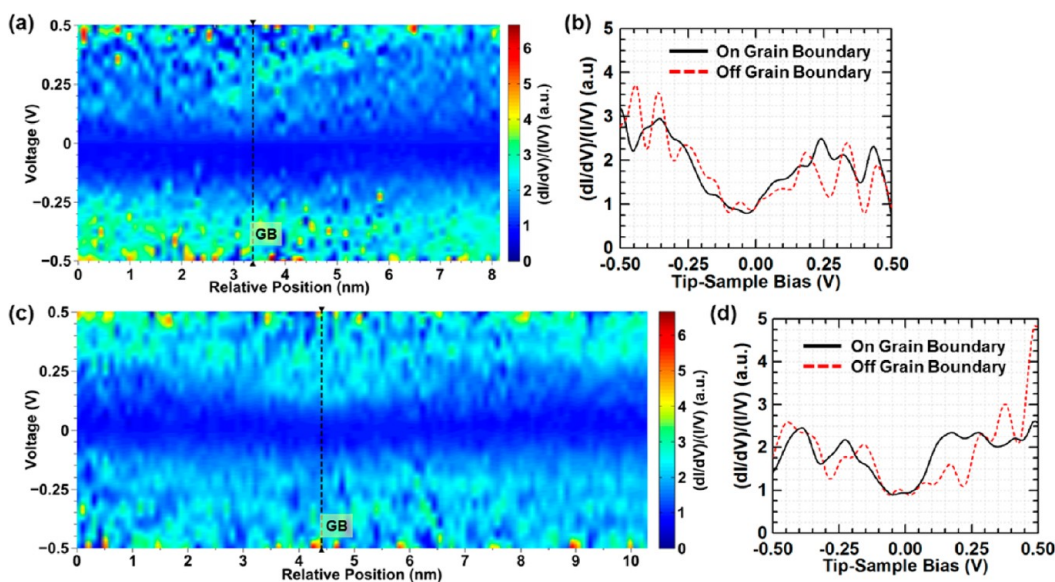 (a)
0.5
0.25
0
−0.25
−0.5
Voltage (V)
GB
0 1 2 3 4 5 6 7 8
Relative Position (nm)
6
5
4
3
2
1
0
(dI/dV)/(I/V) (a.u.)
(b)
5
4
3
2
1
0
(dI/dV)/(I/V) (a.u)
On Grain Boundary
Off Grain Boundary
-0.50 -0.25 0.00 0.25 0.50
Tip-Sample Bias (V)
(c)
0.5
0.25
0
−0.25
−0.5
Voltage (V)
GB
0 1 2 3 4 5 6 7 8 9 10
Relative Position (nm)
6
5
4
3
2
1
0
(dI/dV)/(I/V) (a.u.)
(d)
5
4
3
2
1
0
(dI/dV)/(I/V) (a.u.)
On Grain Boundary
Off Grain Boundary
-0.50 -0.25 0.00 0.25 0.50
Tip-Sample Bias (V)